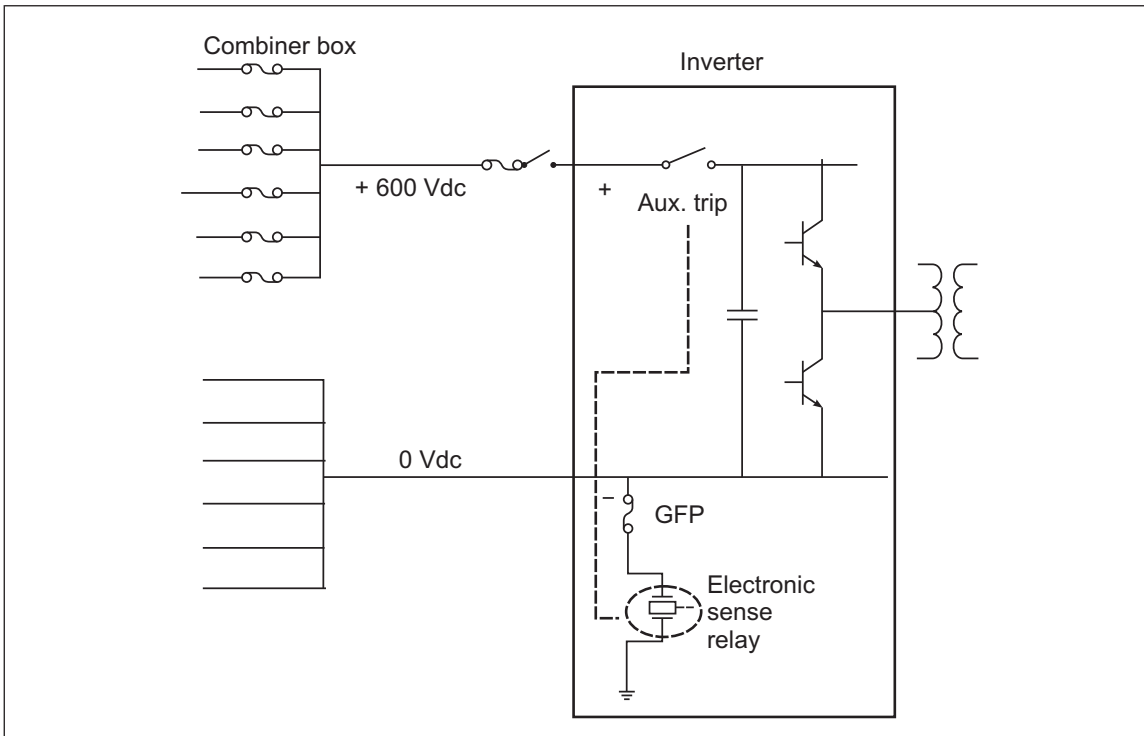 Combiner box
Inverter
+ 600 Vdc
+
Aux. trip
0 Vdc
–
GFP
Electronic
sense
relay